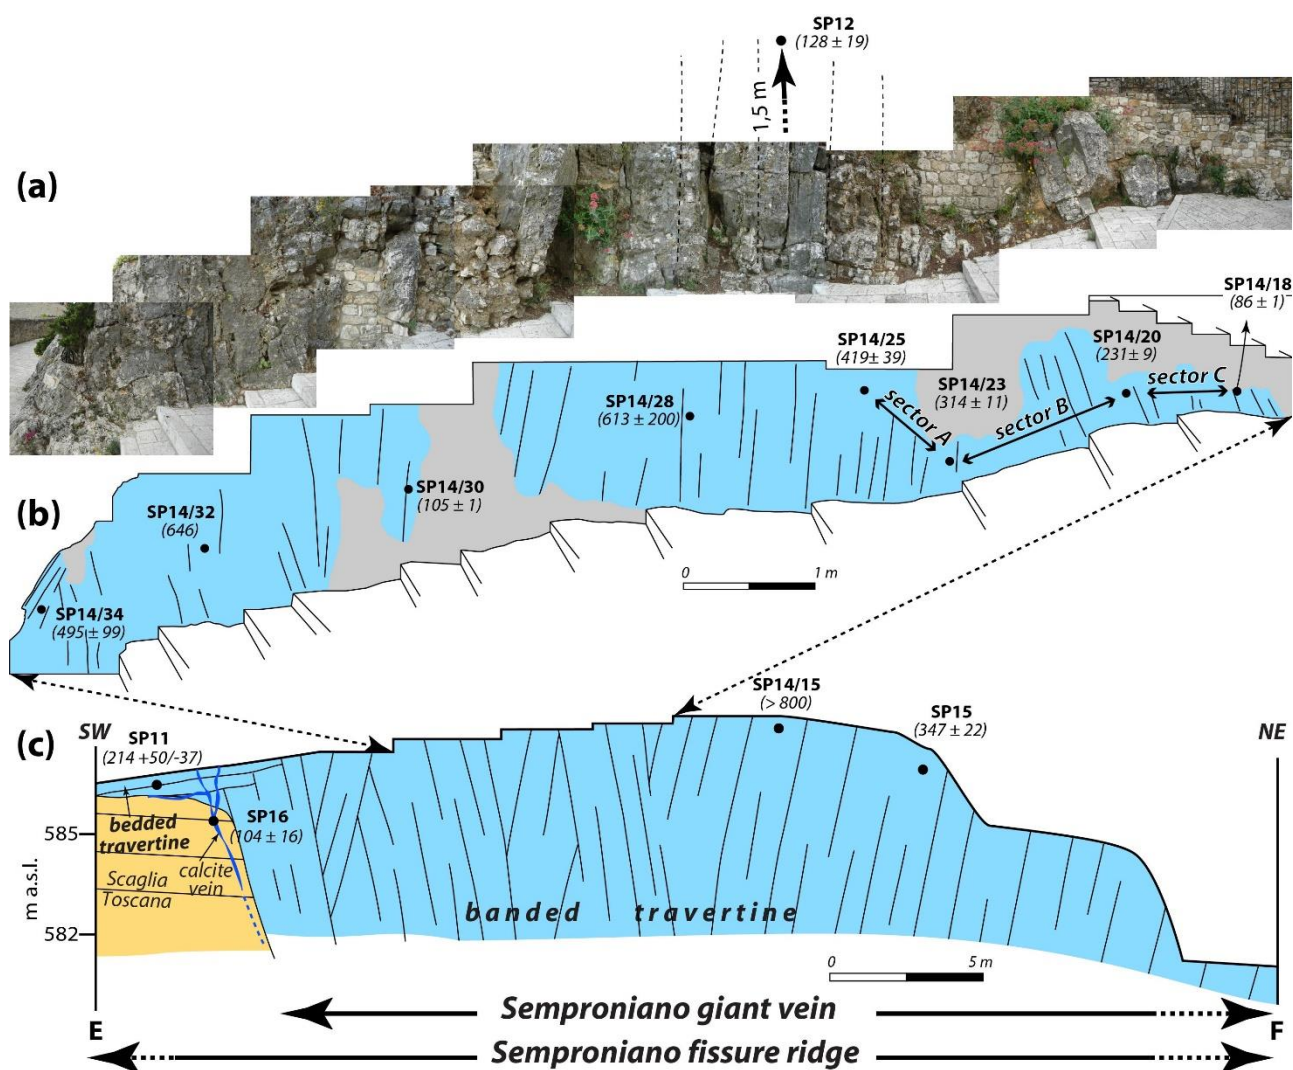 SP12
(128 ± 19)
1,5 m
(a)
SP14/18
(86 ± 1)
SP14/25
(419± 39)
SP14/20
(231± 9)
sector C
SP14/23
(314 ± 11)
sector A
sector B
SP14/28
(613 ± 200)
SP14/30
(105 ± 1)
(b)
SP14/32
(646)
0 1 m
SP14/34
(495 ± 99)
SP14/15
(> 800)
(c)
SW
SP11
(214 +50/-37)
SP15
(347 ± 22)
NE
SP16
(104 ± 16)
585
bedded
travertine
calcite
vein
Scaglia
Toscana
m a.s.l.
banded travertine
582
0 5 m
Semproniano giant vein
E
F
Semproniano fissure ridge